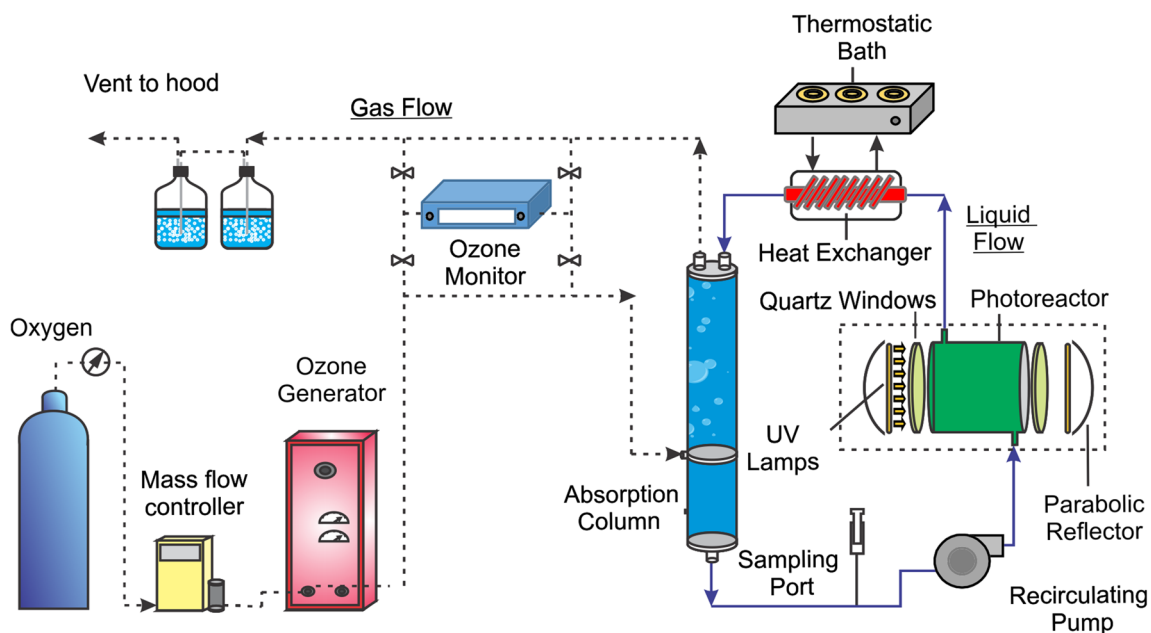 Thermostatic
Bath
Vent to hood
Gas Flow
Liquid
Flow
Ozone
Monitor
Heat Exchanger
Quartz Windows
Photoreactor
Oxygen
Ozone
Generator
UV
Lamps
Mass flow
controller
Absorption
Column
Parabolic
Reflector
Sampling
Port
Recirculating
Pump